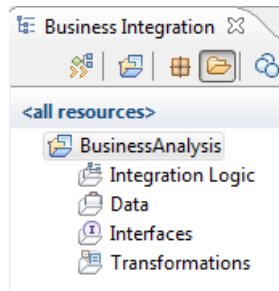 Business Integration
<all resources>
BusinessAnalysis
Integration Logic
Data
Interfaces
Transformations